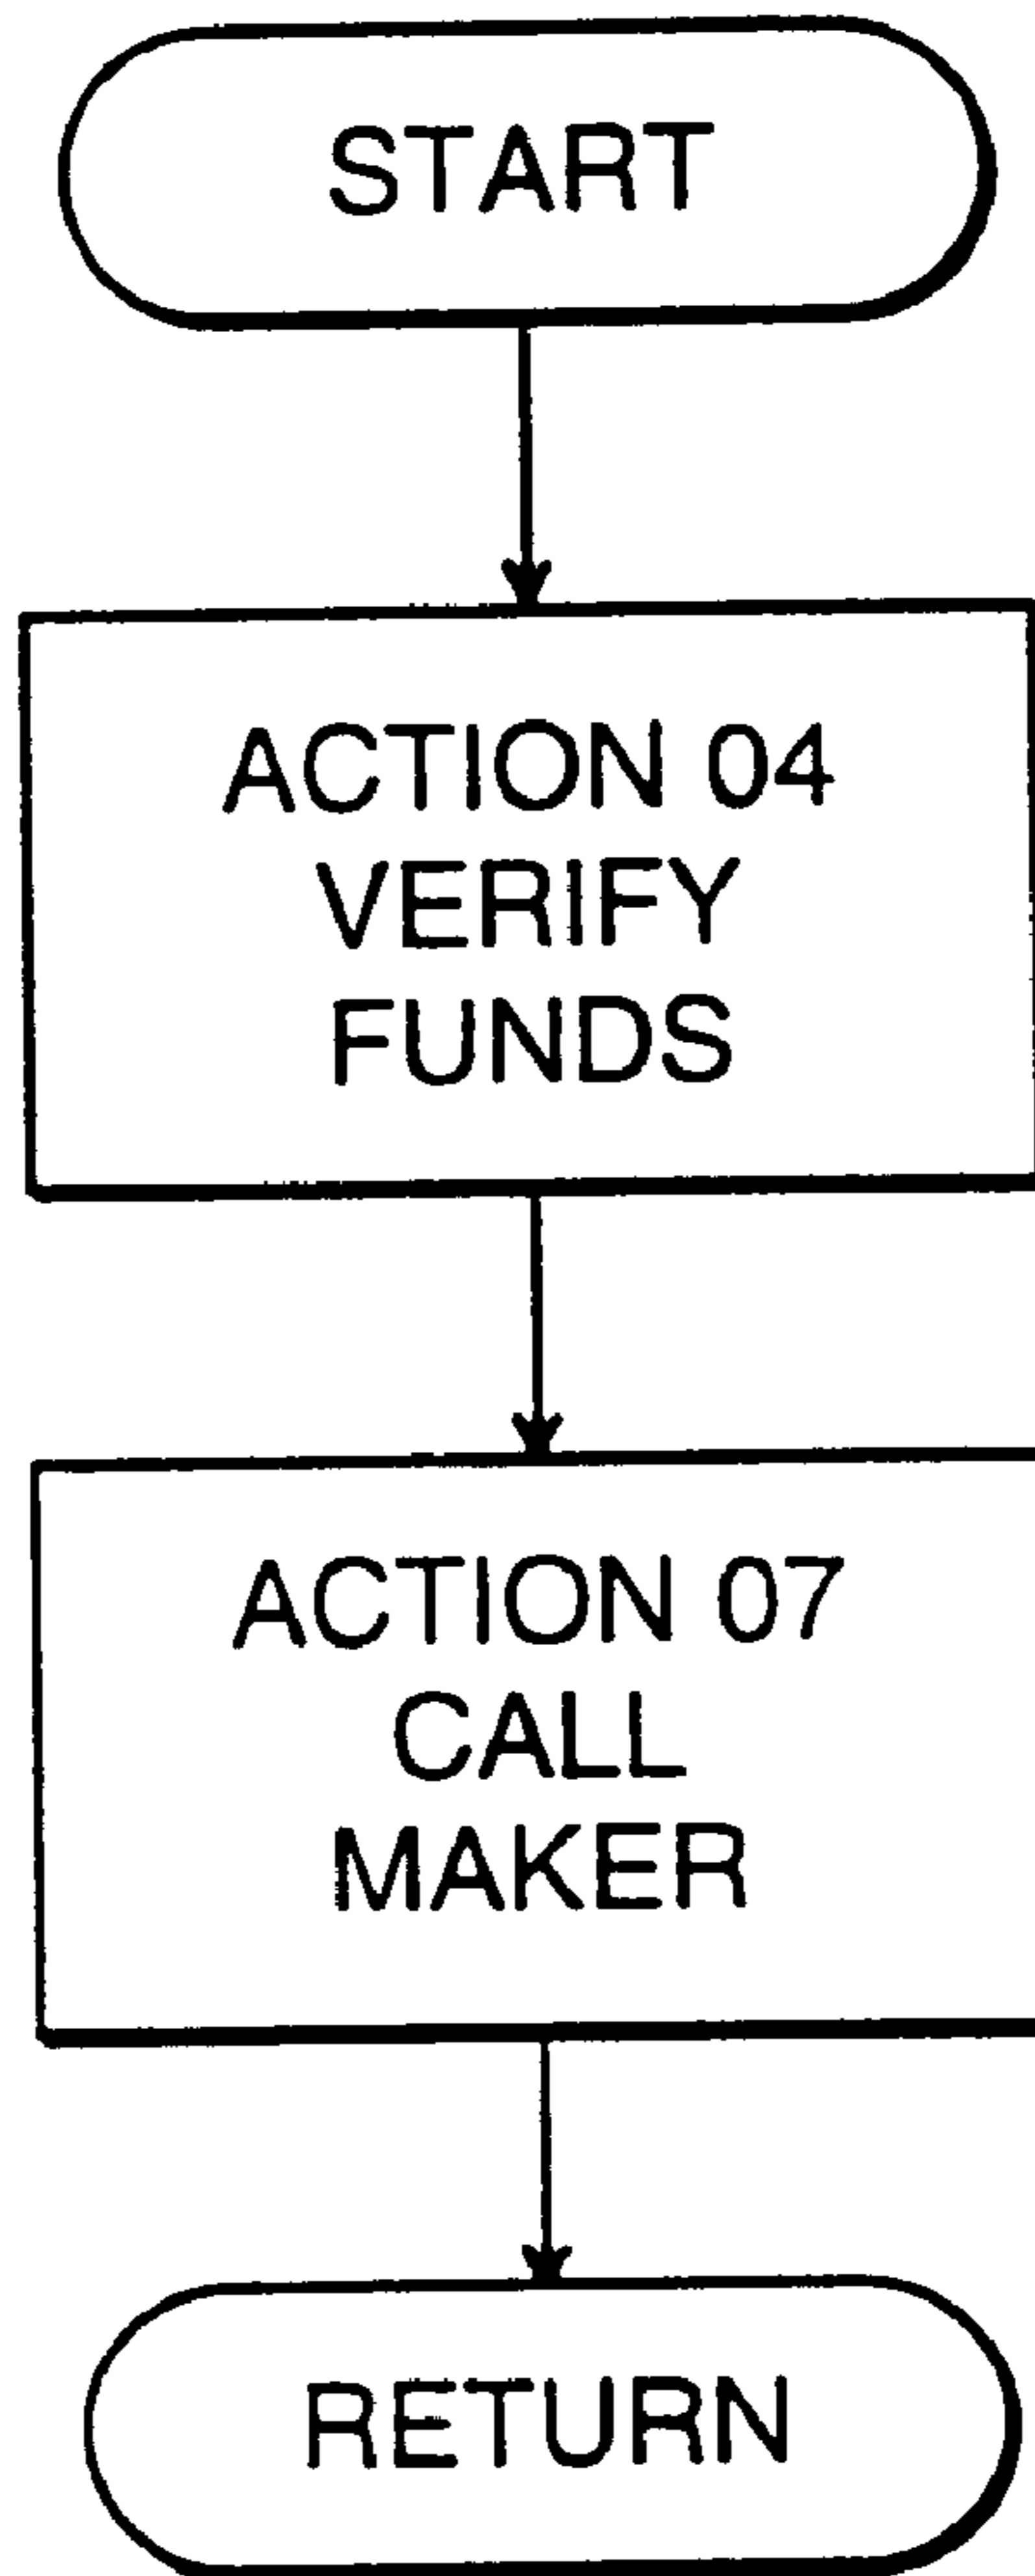 START
ACTION 04
VERIFY
FUNDS
ACTION 07
CALL
MAKER
RETURN